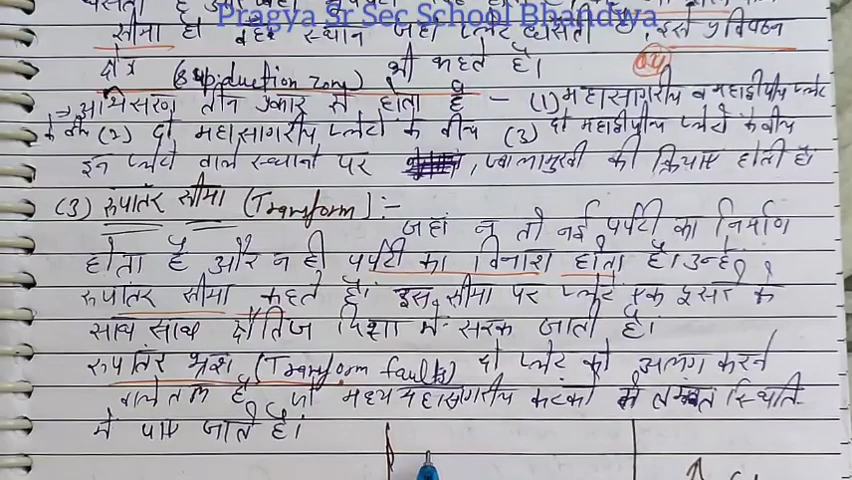 Pragya Sr Sec School Bhandwa
सीमा हो वह स्थान जहां प्लेट धंसती है, इसे प्रविष्ठन
क्षेत्र (Subduction zone) भी कहते है।
⇒ अभिसरण तीन प्रकार से होता है - (1) महासागरीय व महाद्वीपीय प्लेट
के बीच (2) दो महासागरीय प्लेटो के बीच (3) दो महाद्वीपीय प्लेटो के बीच
इन प्लेटो वाले स्थानो पर , ज्वालामुखी की क्रियाए होती है।
(3) रुपांतर सीमा (Transform) :-
जहां न तो नई पर्पटी का निर्माण
होता है और न ही पर्पटी का विनाश होता है। उन्हे
रुपांतर सीमा कहते है। इस सीमा पर प्लेट एक दूसरे के
साथ साथ क्षैतिज दिशा में सरक जाती है।
रुपांतर भ्रंश (Transform faults) दो प्लेट को अलग करने
वाले तल है, जो मध्य महासागरीय कटको से लम्बत स्थिति
में पाए जाते है।